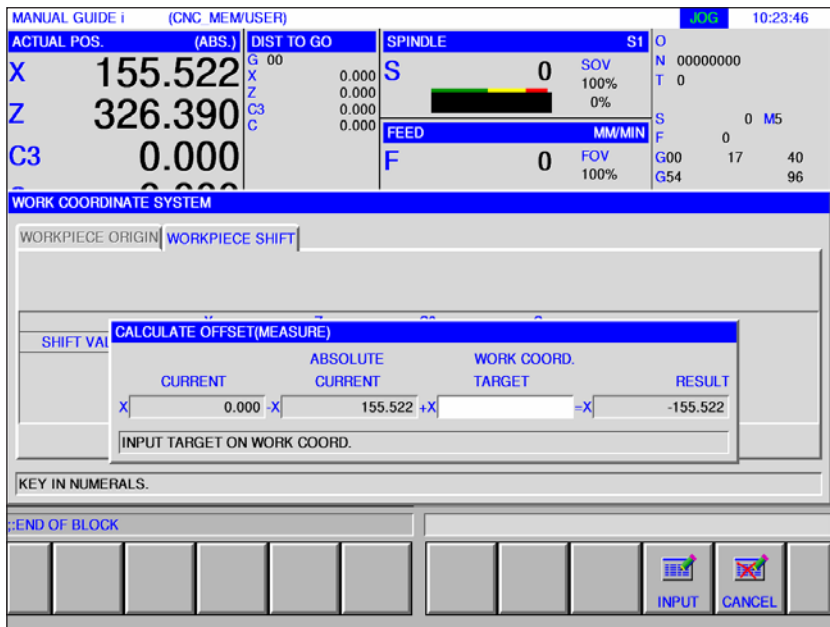 MANUAL GUIDE i (CNC_MEM/USER) JOG 10:23:46
ACTUAL POS. (ABS.) DIST TO GO SPINDLE S1 O
X 155.522 G 00 S 0 SOV N 00000000
X 0.000 100% T 0
Z 0.000 0%
Z 326.390 C3 0.000 S 0 M5
C 0.000 FEED MM/MIN F 0
C3 0.000 F 0 FOV G00 17 40
100% G54 96
WORK COORDINATE SYSTEM
WORKPIECE ORIGIN WORKPIECE SHIFT
SHIFT VAL
CALCULATE OFFSET(MEASURE)
ABSOLUTE WORK COORD.
CURRENT CURRENT TARGET RESULT
X 0.000 -X 155.522 +X =X -155.522
INPUT TARGET ON WORK COORD.
KEY IN NUMERALS.
;:END OF BLOCK
INPUT CANCEL